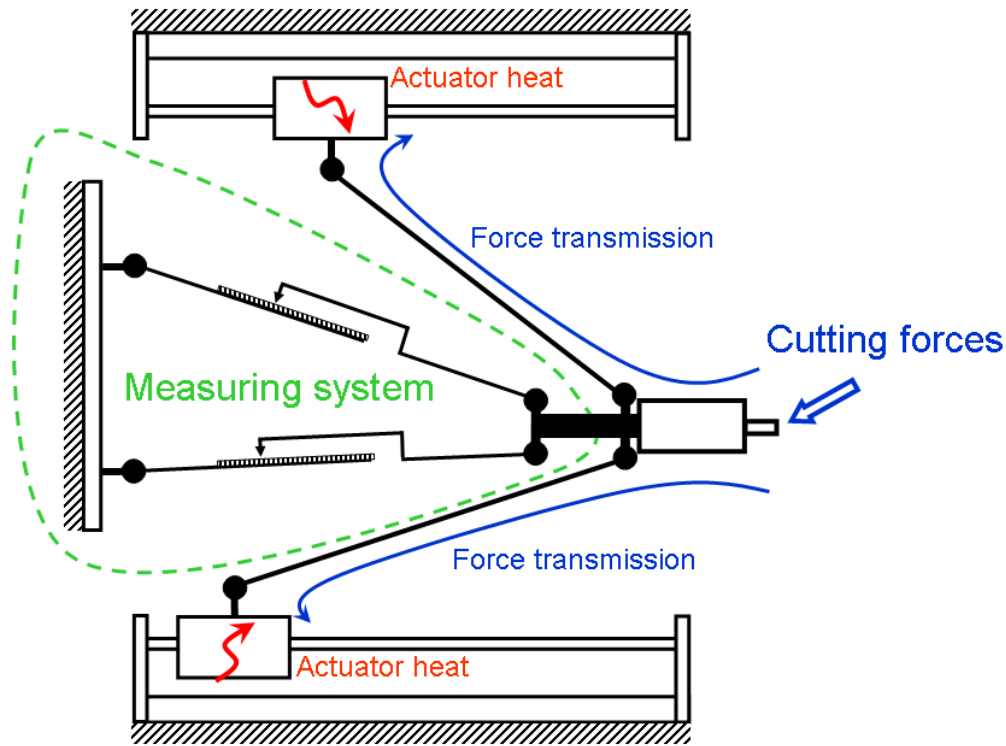 Actuator heat
Force transmission
Cutting forces
Measuring system
Force transmission
Actuator heat